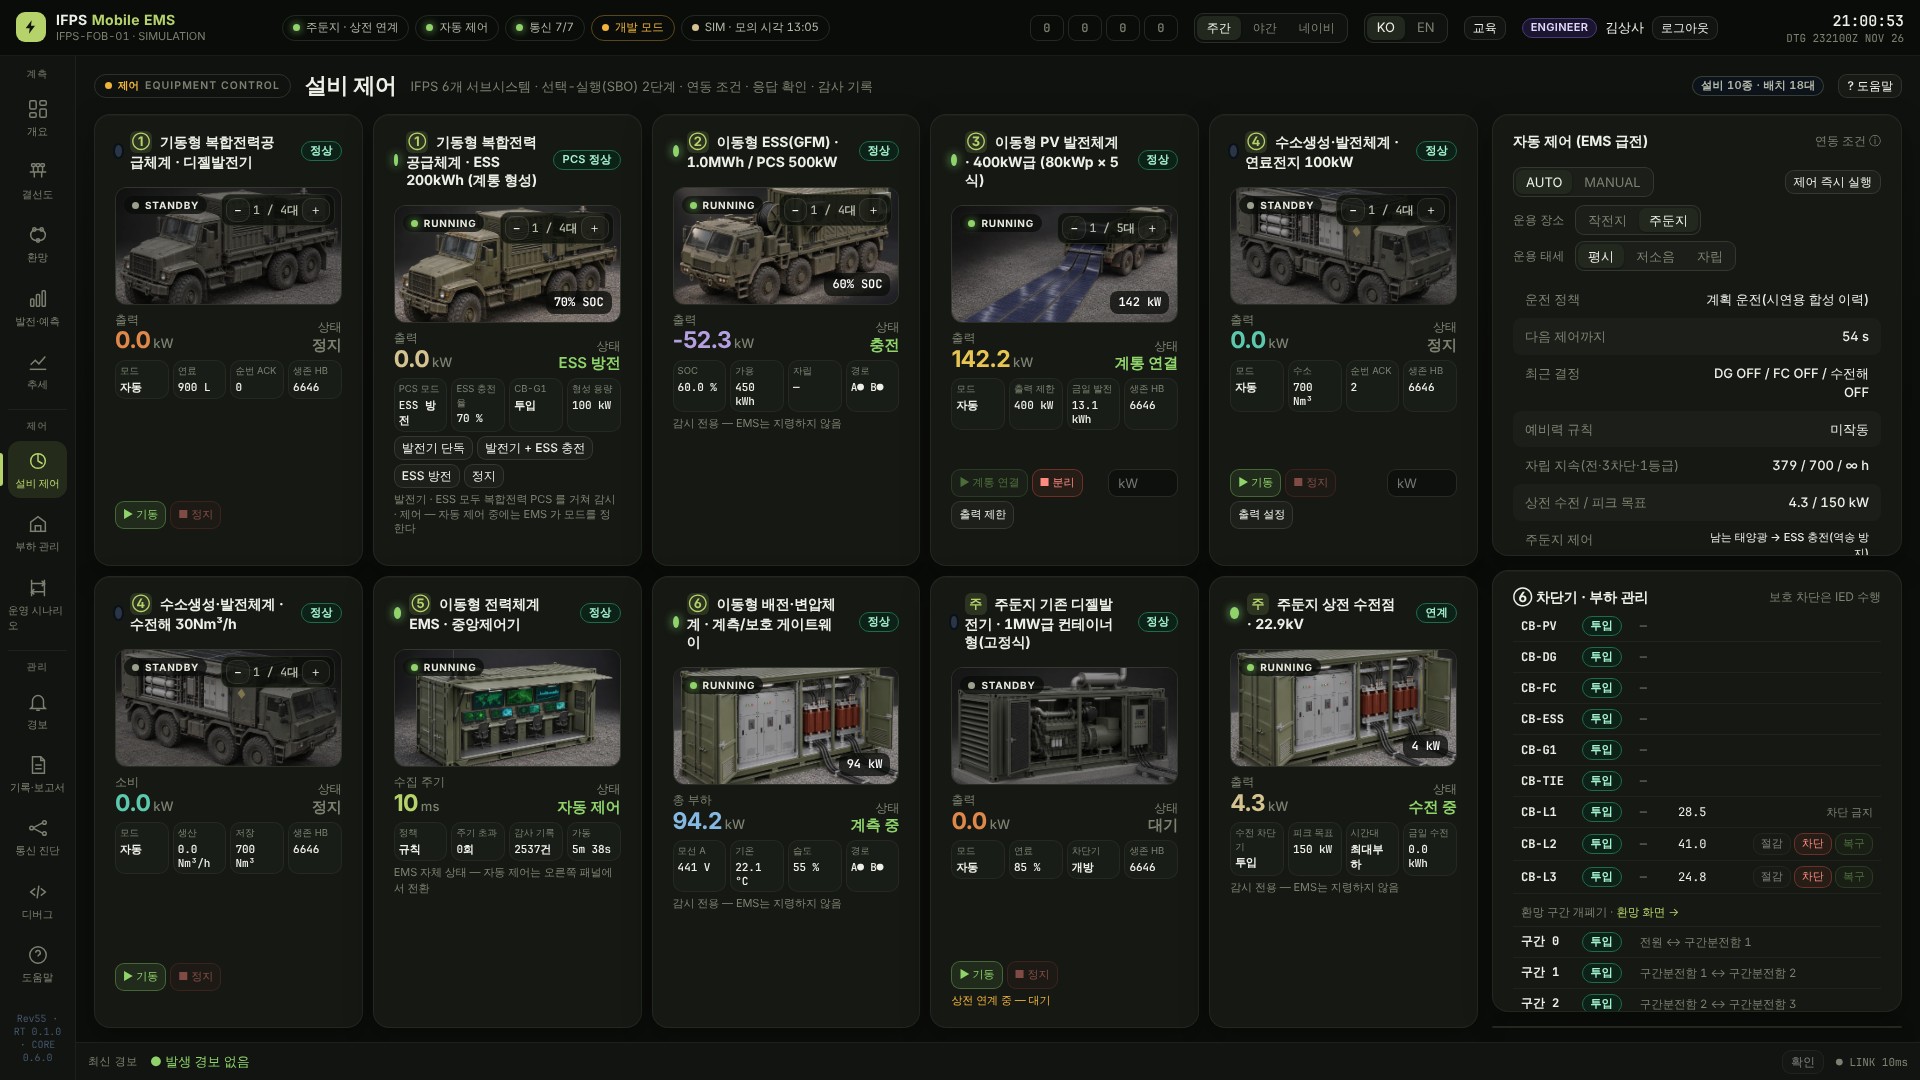 IFPS Mobile EMS
IFPS-FOB-01 · SIMULATION
주둔지 · 상전 연계
자동 제어
통신 7/7
개발 모드
SIM · 모의 시각 13:05
0 0 0 0
주간 야간 네이비
KO EN
교육
ENGINEER 김상사 로그아웃
21:00:53
DTG 232100Z NOV 26
계측
개요
결선도
환망
발전·예측
추세
제어
설비 제어
부하 관리
운영 시나리
오
관리
경보
기록·보고서
통신 진단
디버그
도움말
RevSS ·
RT 0.1.0
· CORE
0.6.0
제어 EQUIPMENT CONTROL
설비 제어
IFPS 6개 서브시스템 · 선택-실행(SBO) 2단계 · 연동 조건 · 응답 확인 · 감사 기록
설비 10종 · 배치 18대
? 도움말
① 기동형 복합전력공
급체계 · 디젤발전기
정상
STANDBY
− 1 / 4대 +
출력
0.0 kW
상태
정지
모드 자동
연료 900 L
순번 ACK 0
생존 HB 6646
▶ 기동 ■ 정지
① 기동형 복합전력
공급체계 · ESS
200kWh (계통 형성)
PCS 정상
RUNNING
− 1 / 4대 +
70% SOC
출력
0.0 kW
상태
ESS 방전
PCS 모드 ESS 방전
ESS 충전율 70 %
CB-G1 투입
형성 용량 100 kW
발전기 단독 발전기 + ESS 충전
ESS 방전 정지
발전기 · ESS 모두 복합전력 PCS 를 거쳐 감시
· 제어 — 자동 제어 중에는 EMS 가 모드를 정
한다
② 이동형 ESS(GFM) ·
1.0MWh / PCS 500kW
정상
RUNNING
− 1 / 4대 +
60% SOC
출력
-52.3 kW
상태
충전
SOC 60.0 %
가용 450 kWh
자립 —
경로 A● B●
감시 전용 — EMS는 지령하지 않음
③ 이동형 PV 발전체계
· 400kW급 (80kWp × 5
식)
정상
RUNNING
− 1 / 5대 +
142 kW
출력
142.2 kW
상태
계통 연결
모드 자동
출력 제한 400 kW
금일 발전 13.1 kWh
생존 HB 6646
▶ 계통 연결 ■ 분리 kW
출력 제한
④ 수소생성·발전체계 ·
연료전지 100kW
정상
STANDBY
− 1 / 4대 +
출력
0.0 kW
상태
정지
모드 자동
수소 700 Nm³
순번 ACK 2
생존 HB 6646
▶ 기동 ■ 정지 kW
출력 설정
④ 수소생성·발전체계 ·
수전해 30Nm³/h
정상
STANDBY
− 1 / 4대 +
소비
0.0 kW
상태
정지
모드 자동
생산 0.0 Nm³/h
저장 700 Nm³
생존 HB 6646
▶ 기동 ■ 정지
⑤ 이동형 전력체계
EMS · 중앙제어기
정상
RUNNING
수집 주기
10 ms
상태
자동 제어
정책 규칙
주기 초과 0회
감사 기록 2537건
가동 5m 38s
EMS 자체 상태 — 자동 제어는 오른쪽 패널에
서 전환
⑥ 이동형 배전·변압체
계 · 계측/보호 게이트웨
이
정상
RUNNING
94 kW
총 부하
94.2 kW
상태
계측 중
모선 A 441 V
기온 22.1 °C
습도 55 %
경로 A● B●
감시 전용 — EMS는 지령하지 않음
주 주둔지 기존 디젤발
전기 · 1MW급 컨테이너
형(고정식)
정상
STANDBY
출력
0.0 kW
상태
대기
모드 자동
연료 85 %
차단기 개방
생존 HB 6646
▶ 기동 ■ 정지
상전 연계 중 — 대기
주 주둔지 상전 수전점
· 22.9kV
연계
RUNNING
4 kW
출력
4.3 kW
상태
수전 중
수전 차단기 투입
피크 목표 150 kW
시간대 최대부하
금일 수전 0.0 kWh
감시 전용 — EMS는 지령하지 않음
자동 제어 (EMS 급전)
연동 조건 ⓘ
AUTO MANUAL
제어 즉시 실행
운용 장소 작전지 주둔지
운용 태세 평시 저소음 자립
운전 정책 계획 운전(시연용 합성 이력)
다음 제어까지 54 s
최근 결정 DG OFF / FC OFF / 수전해
OFF
예비력 규칙 미작동
자립 지속(전·3차단·1등급) 379 / 700 / ∞ h
상전 수전 / 피크 목표 4.3 / 150 kW
주둔지 제어 남는 태양광 → ESS 충전(역송 방
지)
⑥ 차단기 · 부하 관리
보호 차단은 IED 수행
CB-PV 투입 —
CB-DG 투입 —
CB-FC 투입 —
CB-ESS 투입 —
CB-G1 투입 —
CB-TIE 투입 —
CB-L1 투입 — 28.5 차단 금지
CB-L2 투입 — 41.0 절감 차단 복구
CB-L3 투입 — 24.8 절감 차단 복구
환망 구간 개폐기 · 환망 화면 →
구간 0 투입 전원 ↔ 구간분전함 1
구간 1 투입 구간분전함 1 ↔ 구간분전함 2
구간 2 투입 구간분전함 2 ↔ 구간분전함 3
최신 경보 발생 경보 없음
확인
LINK 10ms